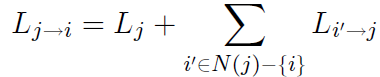 L_{j→i} = L_j + ∑_{i′∈N(j)−{i}} L_{i′→j}